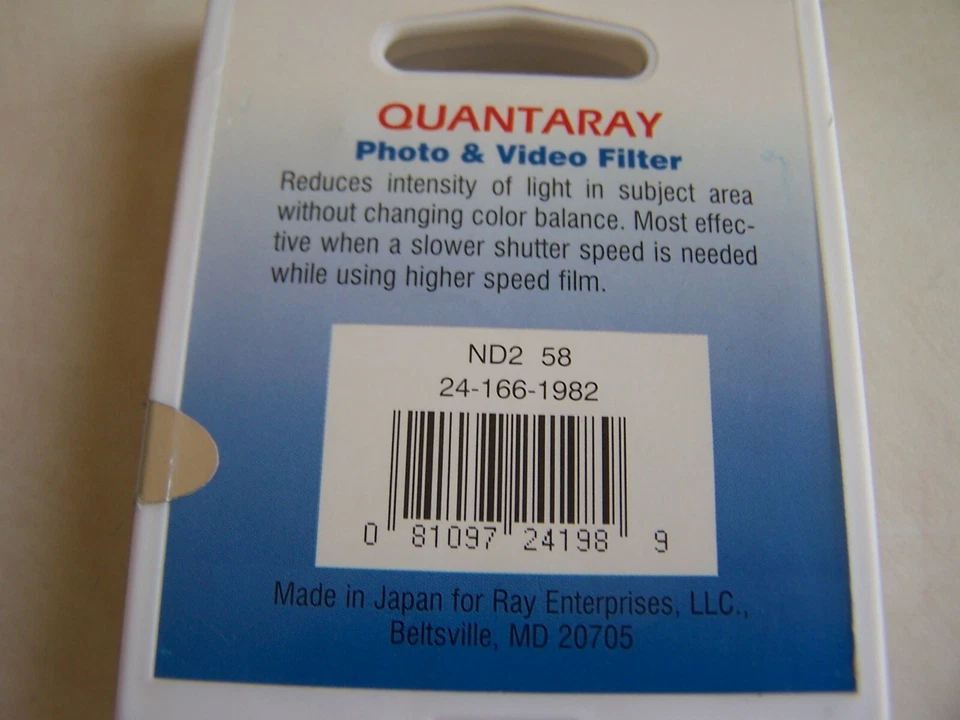 QUANTARAY
Photo & Video Filter
Reduces intensity of light in subject area
without changing color balance. Most effec-
tive when a slower shutter speed is needed
while using higher speed film.
ND2 58
24-166-1982
0 81097 24198 9
Made in Japan for Ray Enterprises, LLC.,
Beltsville, MD 20705